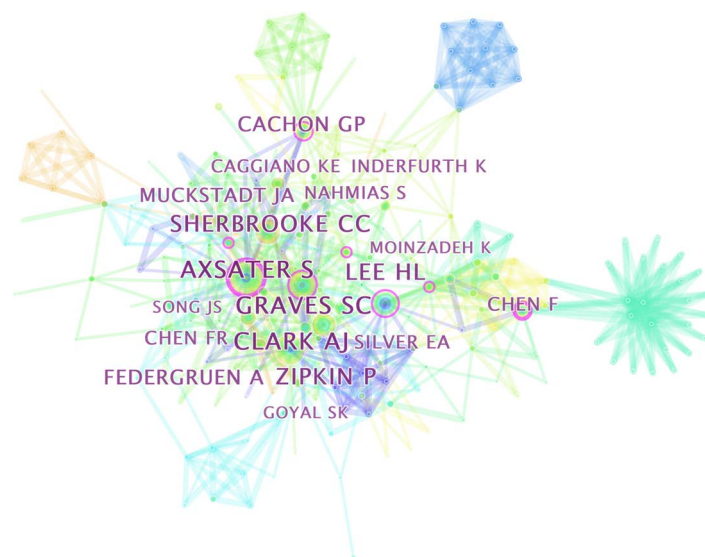 CACHON GP
CAGGIANO KE INDERFURTH K
MUCKSTADT JA NAHMIAS S
SHERBROOKE CC
MOINZADEH K
AXSATER S LEE HL
SONG JS GRAVES SC CHEN F
CHEN FR CLARK AJ SILVER EA
FEDERGRUEN A ZIPKIN P
GOYAL SK